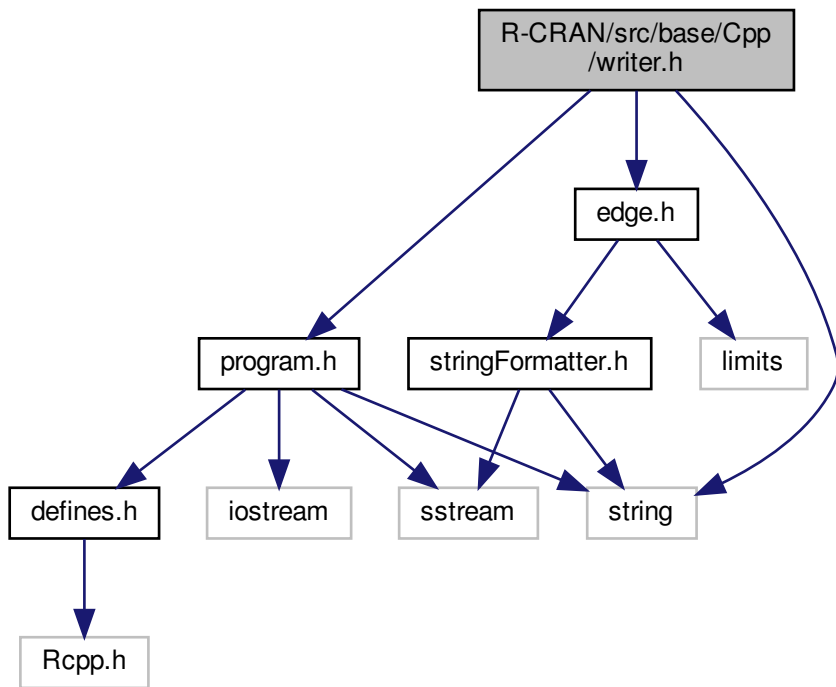 R-CRAN/src/base/Cpp
/writer.h
edge.h
program.h
stringFormatter.h
limits
defines.h
iostream
sstream
string
Rcpp.h